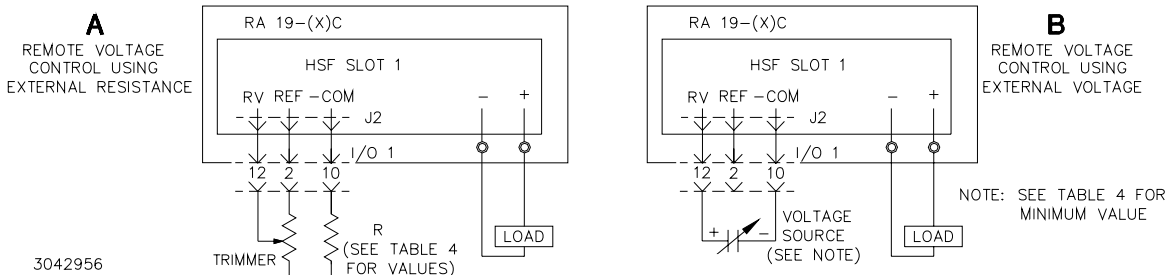 A
REMOTE VOLTAGE
CONTROL USING
EXTERNAL RESISTANCE
RA 19-(X)C
HSF SLOT 1
RV REF -COM - +
J2
I/O 1
12 2 10
TRIMMER
R
(SEE TABLE 4
FOR VALUES)
LOAD
3042956
RA 19-(X)C
HSF SLOT 1
RV REF -COM - +
J2
I/O 1
12 2 10
+ -
VOLTAGE
SOURCE
(SEE NOTE)
LOAD
B
REMOTE VOLTAGE
CONTROL USING
EXTERNAL VOLTAGE
NOTE: SEE TABLE 4 FOR
MINIMUM VALUE